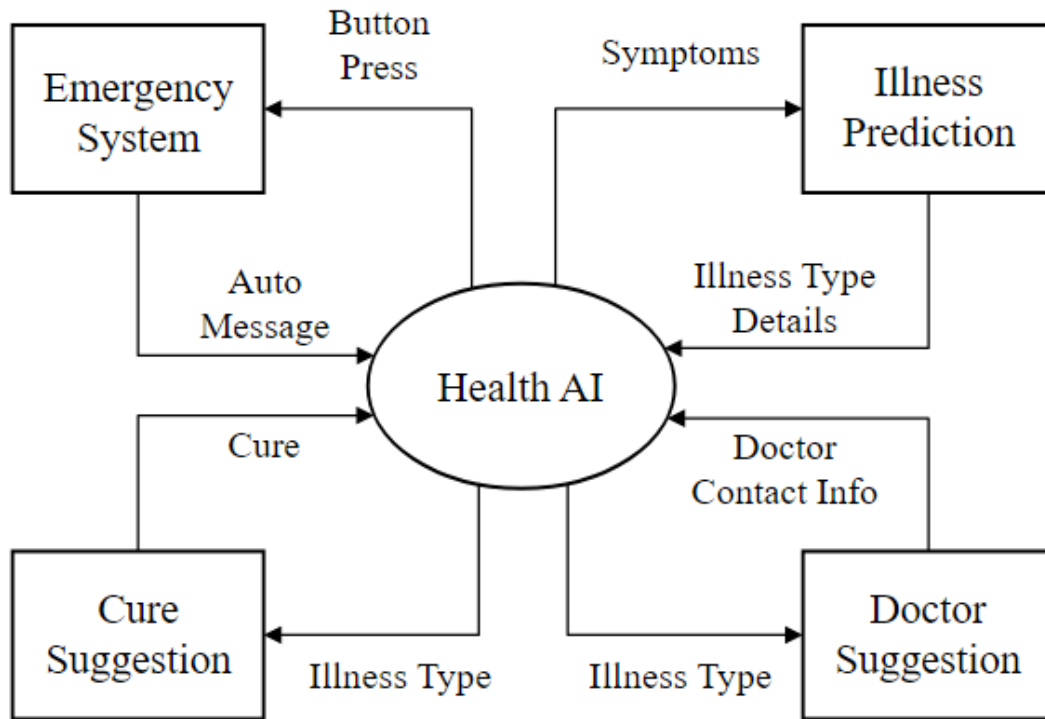 Button
Press
Symptoms
Emergency
System
Illness
Prediction
Auto
Message
Illness Type
Details
Health AI
Cure
Doctor
Contact Info
Cure
Suggestion
Doctor
Suggestion
Illness Type
Illness Type